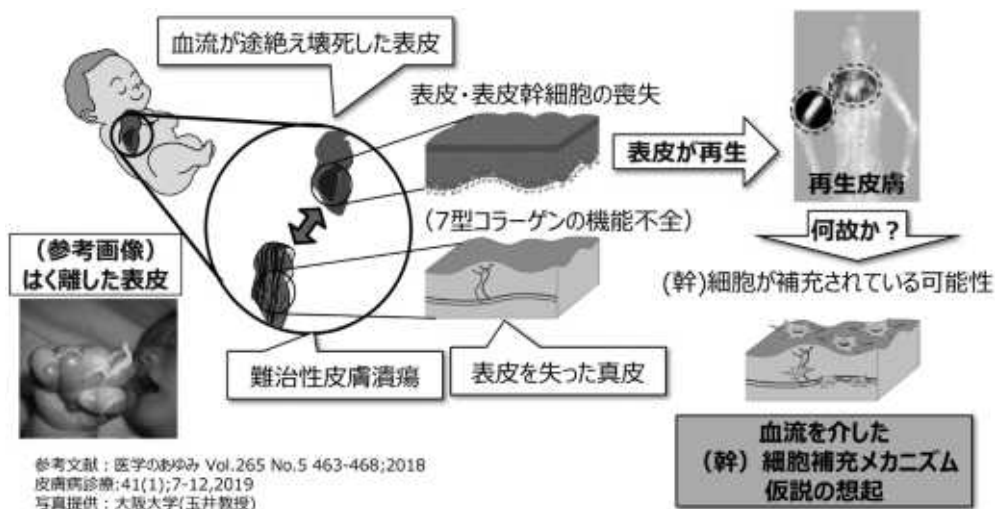 血流が途絶え壊死した表皮
表皮・表皮幹細胞の喪失
表皮が再生
再生皮膚
(7型コラーゲンの機能不全)
何故か？
(参考画像)
はく離した表皮
(幹)細胞が補充されている可能性
難治性皮膚潰瘍
表皮を失った真皮
血流を介した
(幹) 細胞補充メカニズム
仮説の想起
参考文献：医学のあゆみ Vol.265 No.5 463-468;2018
皮膚病診療:41(1);7-12,2019
写真提供：大阪大学(玉井教授)